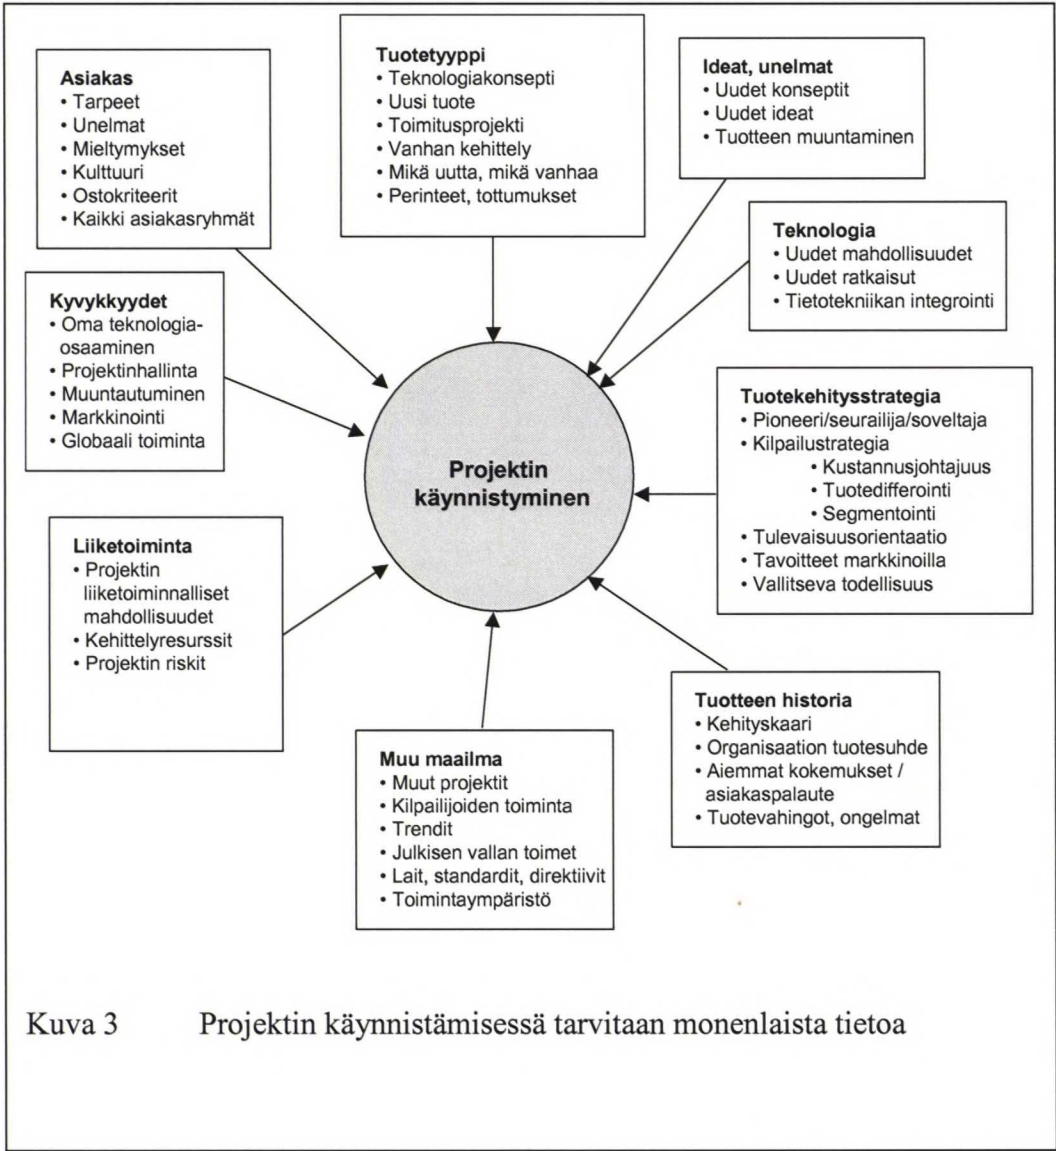 Asiakas
• Tarpeet
• Unelmat
• Mieltymykset
• Kulttuuri
• Ostokriteerit
• Kaikki asiakasryhmät
Tuotetyyppi
• Teknologiakonsepti
• Uusi tuote
• Toimitusprojekti
• Vanhan kehittely
• Mikä uutta, mikä vanhaa
• Perinteet, tottumukset
Ideat, unelmat
• Uudet konseptit
• Uudet ideat
• Tuotteen muuntaminen
Teknologia
• Uudet mahdollisuudet
• Uudet ratkaisut
• Tietotekniikan integrointi
Kyvykkyydet
• Oma teknologia-
osaaminen
• Projektinhallinta
• Muuntautuminen
• Markkinointi
• Globaali toiminta
Projektin
käynnistyminen
Tuotekehitysstrategia
• Pioneeri/seurailija/soveltaja
• Kilpailustrategia
• Kustannusjohtajuus
• Tuotedifferointi
• Segmentointi
• Tulevaisuusorientaatio
• Tavoitteet markkinoilla
• Vallitseva todellisuus
Liiketoiminta
• Projektin
liiketoiminnalliset
mahdollisuudet
• Kehittelyresurssit
• Projektin riskit
Muu maailma
• Muut projektit
• Kilpailijoiden toiminta
• Trendit
• Julkisen vallan toimet
• Lait, standardit, direktiivit
• Toimintaympäristö
Tuotteen historia
• Kehityskaari
• Organisaation tuotesuhde
• Aiemmat kokemukset /
asiakaspalaute
• Tuotevahingot, ongelmat
Kuva 3 Projektin käynnistämisessä tarvitaan monenlaista tietoa